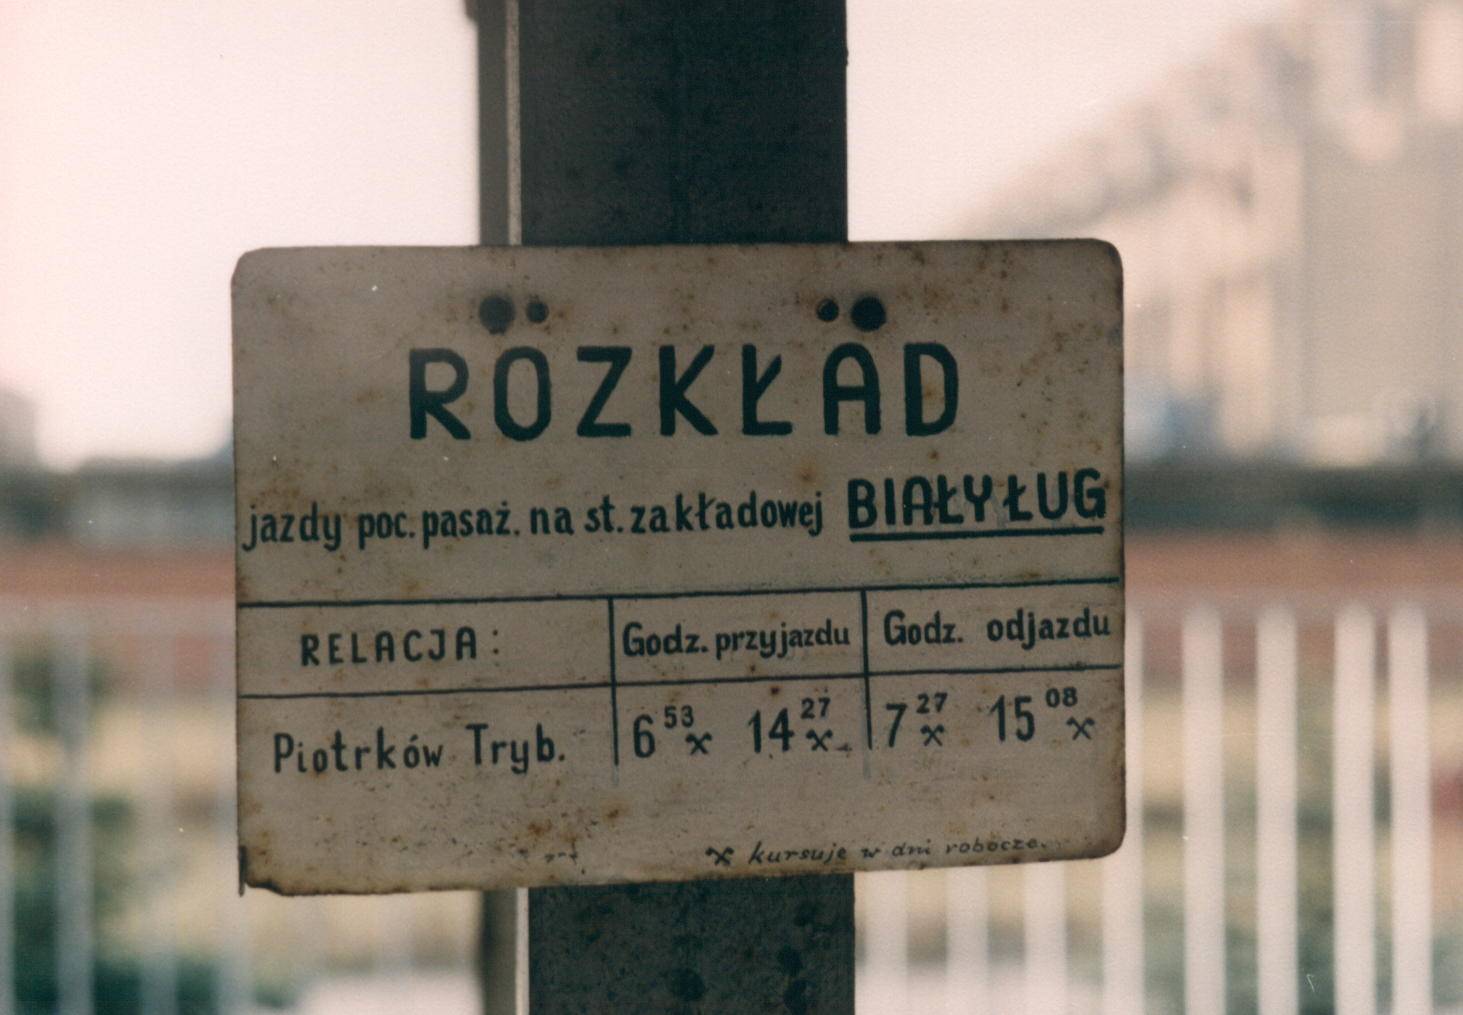 ROZKŁAD
jazdy poc. pasaż. na st. zakładowej BIAŁY ŁUG
RELACJA: Godz. przyjazdu Godz. odjazdu
Piotrków Tryb. 6 53 ⚒ 14 27 ⚒ 7 27 ⚒ 15 08 ⚒
⚒ kursuje w dni robocze.